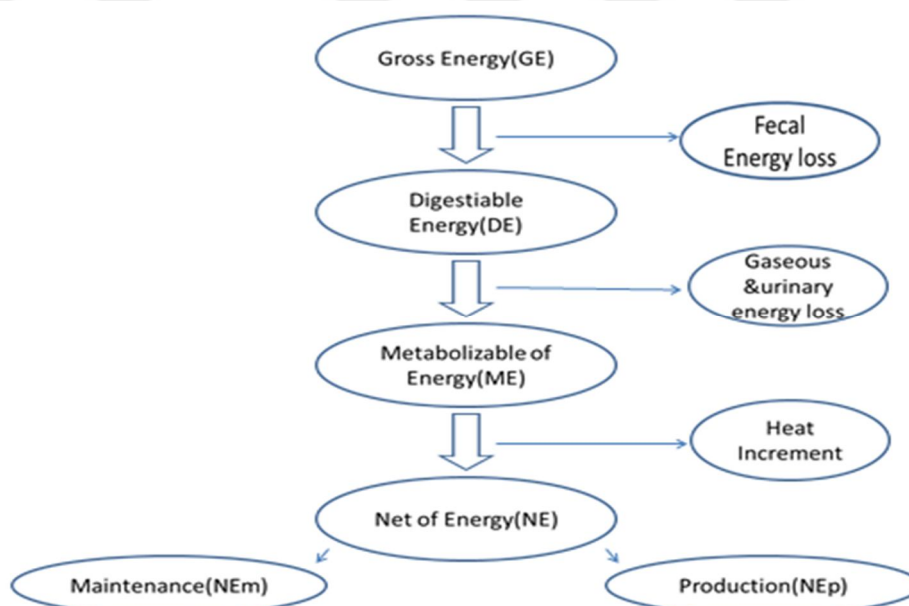 Gross Energy(GE)
Fecal
Energy loss
Digestiable
Energy(DE)
Gaseous
&urinary
energy loss
Metabolizable of
Energy(ME)
Heat
Increment
Net of Energy(NE)
Maintenance(NEm)
Production(NEp)